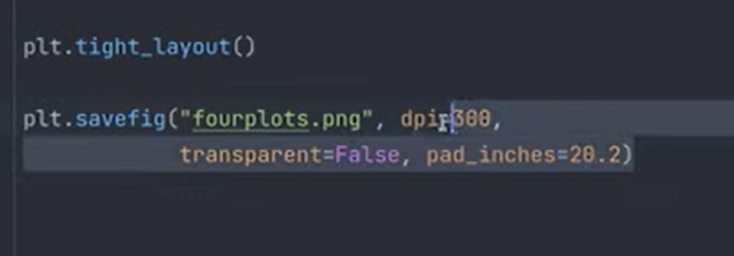 plt.tight_layout()
plt.savefig("fourplots.png", dpi=300,
transparent=False, pad_inches=20.2)